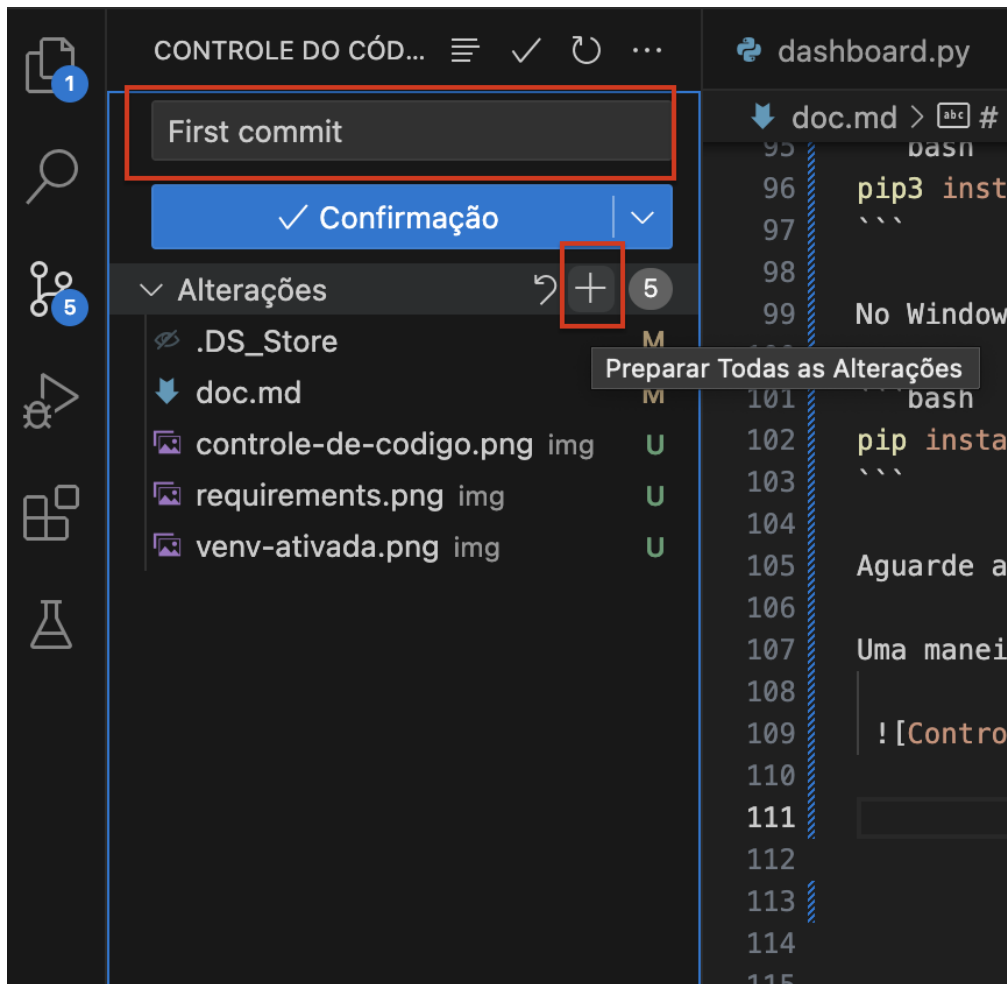 CONTROLE DO CÓD...
First commit
Confirmação
Alterações
5
.DS_Store M
doc.md M
controle-de-codigo.png img U
requirements.png img U
venv-ativada.png img U
Preparar Todas as Alterações
1
5
dashboard.py
doc.md > abc #
95 bash
96 pip3 inst
97 ```
98
99 No Window
101 ```bash
102 pip insta
103 ```
104
105 Aguarde a
106
107 Uma manei
108
109 ![Contro
110
111
112
113
114
115